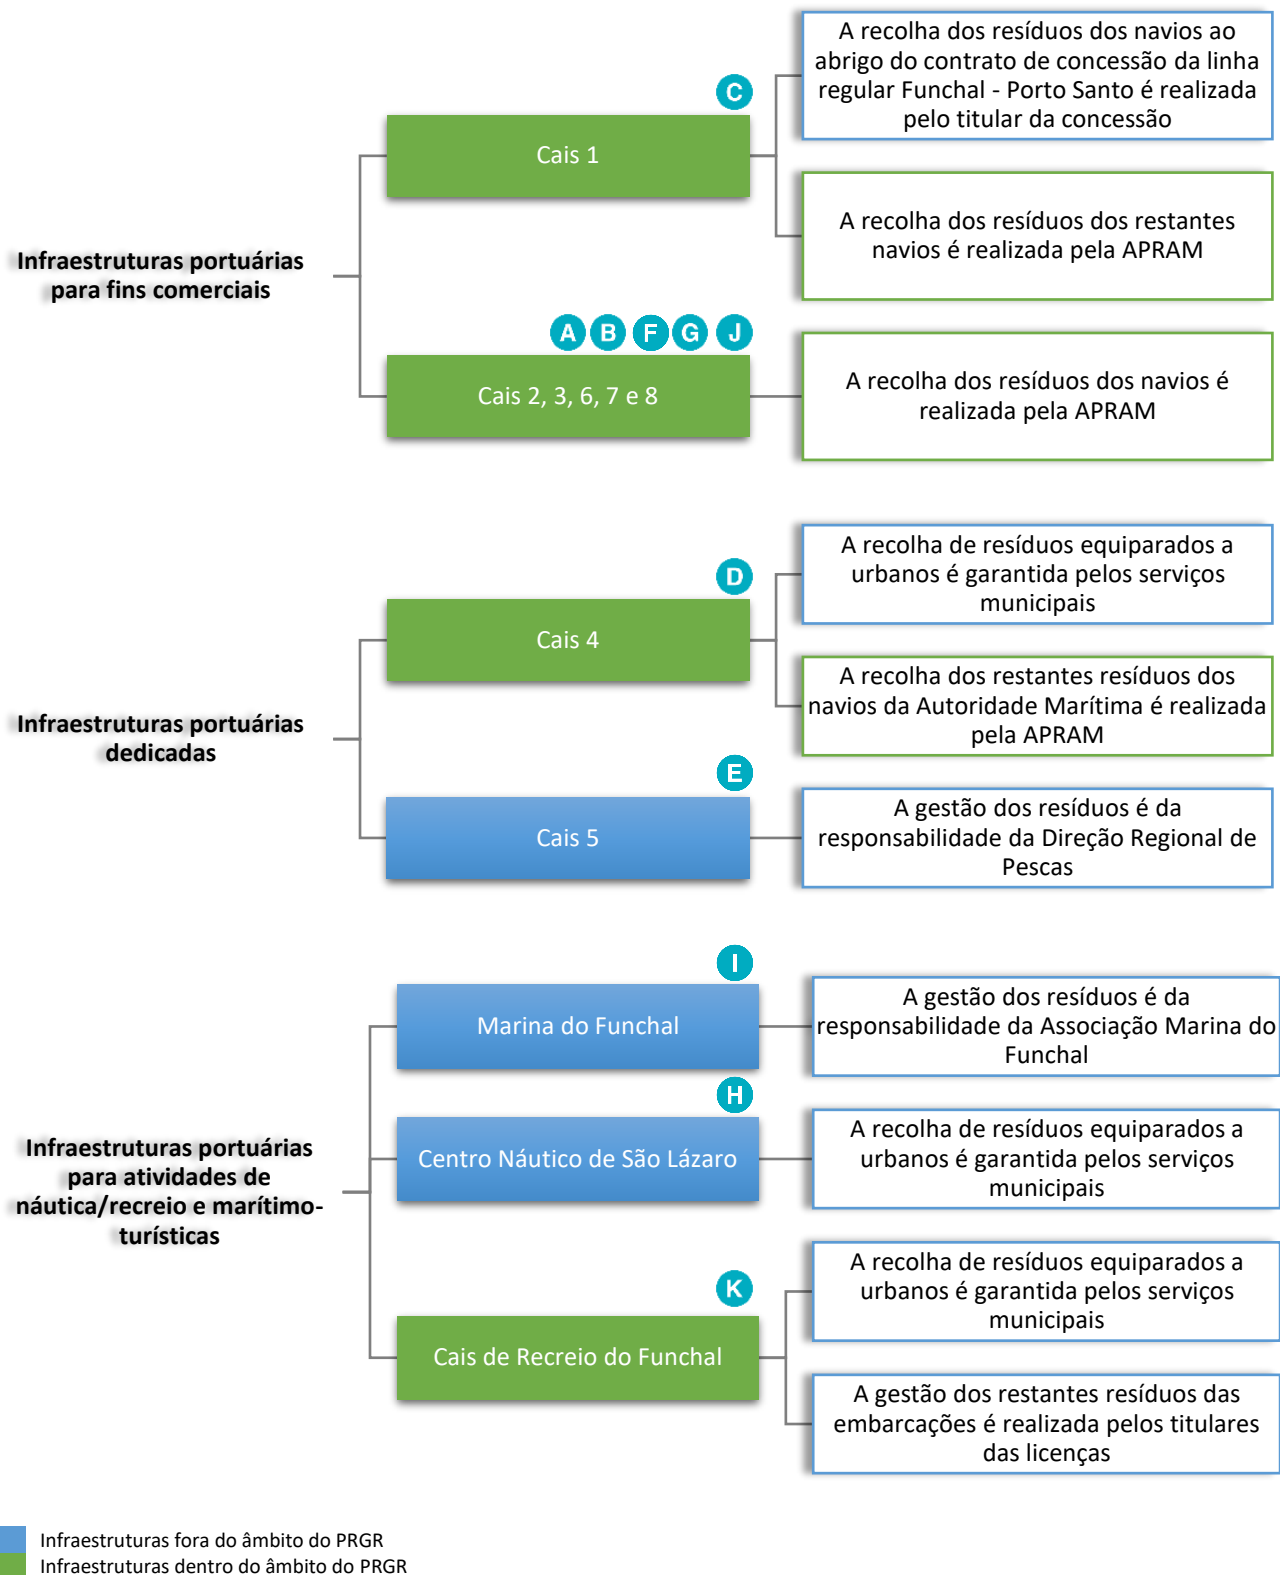 Infraestruturas portuárias
para fins comerciais
C
Cais 1
A recolha dos resíduos dos navios ao
abrigo do contrato de concessão da linha
regular Funchal - Porto Santo é realizada
pelo titular da concessão
A recolha dos resíduos dos restantes
navios é realizada pela APRAM
A B F G J
Cais 2, 3, 6, 7 e 8
A recolha dos resíduos dos navios é
realizada pela APRAM
Infraestruturas portuárias
dedicadas
D
Cais 4
A recolha de resíduos equiparados a
urbanos é garantida pelos serviços
municipais
A recolha dos restantes resíduos dos
navios da Autoridade Marítima é realizada
pela APRAM
E
Cais 5
A gestão dos resíduos é da
responsabilidade da Direção Regional de
Pescas
Infraestruturas portuárias
para atividades de
náutica/recreio e marítimo-
turísticas
I
Marina do Funchal
A gestão dos resíduos é da
responsabilidade da Associação Marina do
Funchal
H
Centro Náutico de São Lázaro
A recolha de resíduos equiparados a
urbanos é garantida pelos serviços
municipais
K
Cais de Recreio do Funchal
A recolha de resíduos equiparados a
urbanos é garantida pelos serviços
municipais
A gestão dos restantes resíduos das
embarcações é realizada pelos titulares
das licenças
Infraestruturas fora do âmbito do PRGR
Infraestruturas dentro do âmbito do PRGR